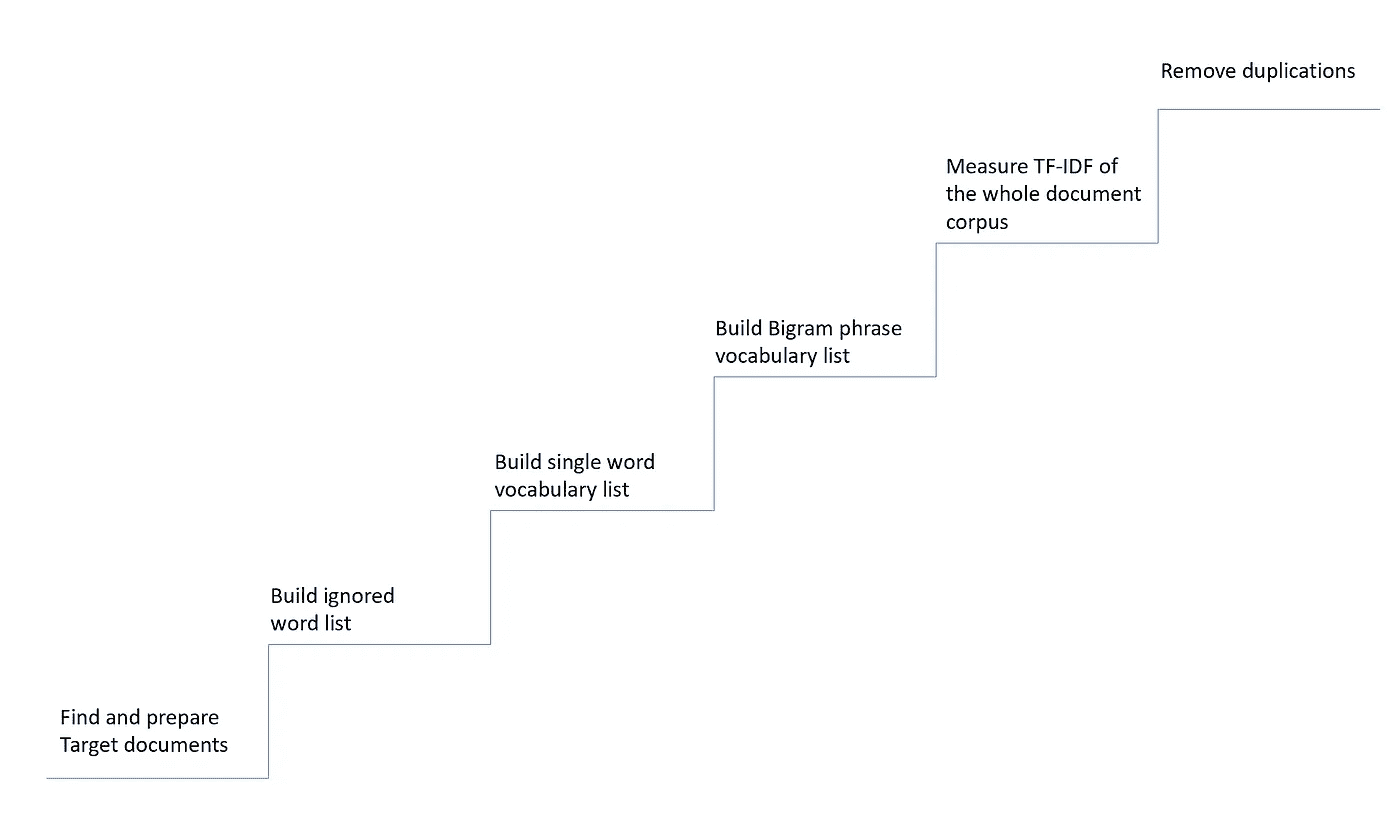 Remove duplications
Measure TF-IDF of
the whole document
corpus
Build Bigram phrase
vocabulary list
Build single word
vocabulary list
Build ignored
word list
Find and prepare
Target documents